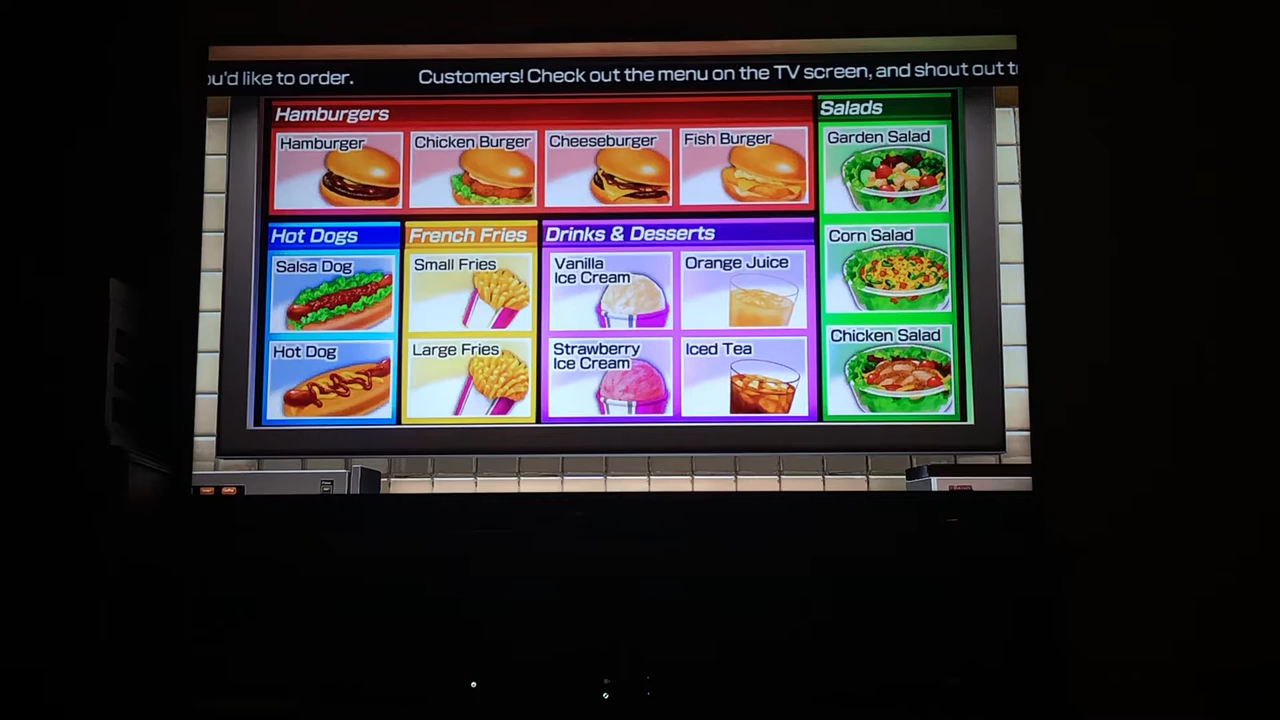 ou'd like to order. Customers! Check out the menu on the TV screen, and shout out t
Hamburgers
Hamburger
Chicken Burger
Cheeseburger
Fish Burger
Salads
Garden Salad
Corn Salad
Chicken Salad
Hot Dogs
Salsa Dog
Hot Dog
French Fries
Small Fries
Large Fries
Drinks & Desserts
Vanilla
Ice Cream
Orange Juice
Strawberry
Ice Cream
Iced Tea